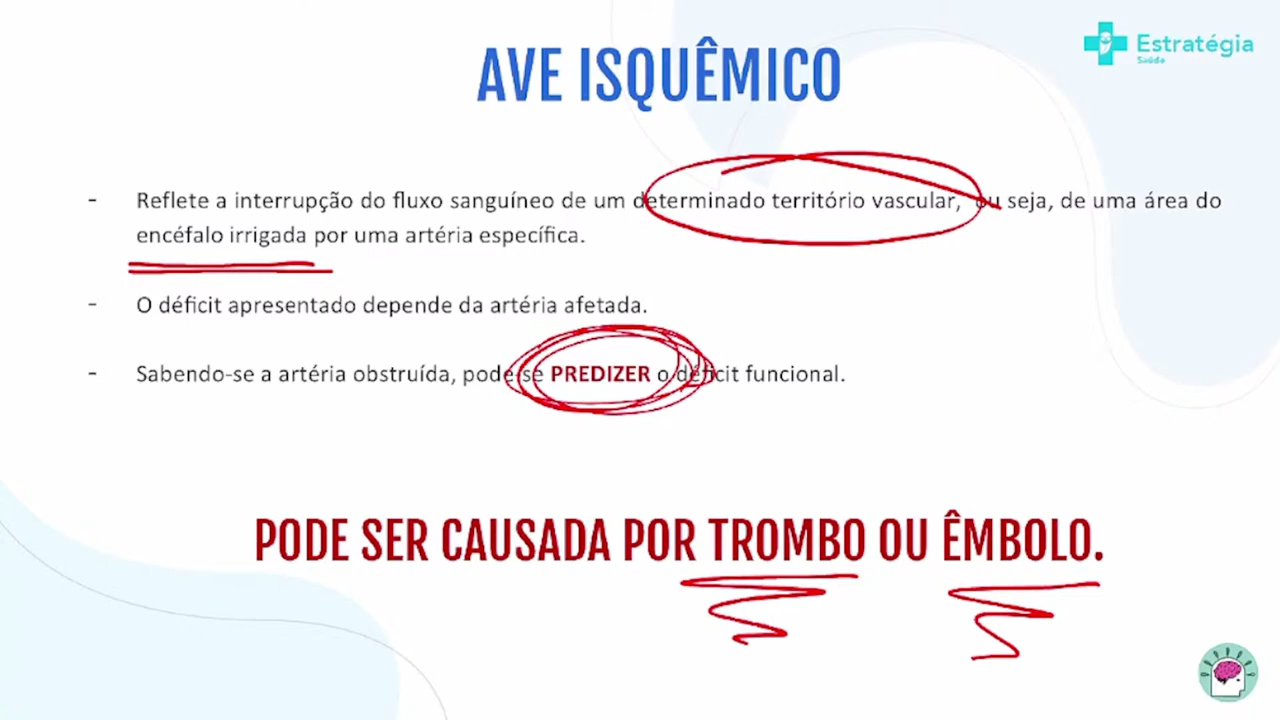 Estratégia
Saúde
AVE ISQUÊMICO
- Reflete a interrupção do fluxo sanguíneo de um determinado território vascular, ou seja, de uma área do
encéfalo irrigada por uma artéria específica.
- O déficit apresentado depende da artéria afetada.
- Sabendo-se a artéria obstruída, pode-se PREDIZER o déficit funcional.
PODE SER CAUSADA POR TROMBO OU ÊMBOLO.